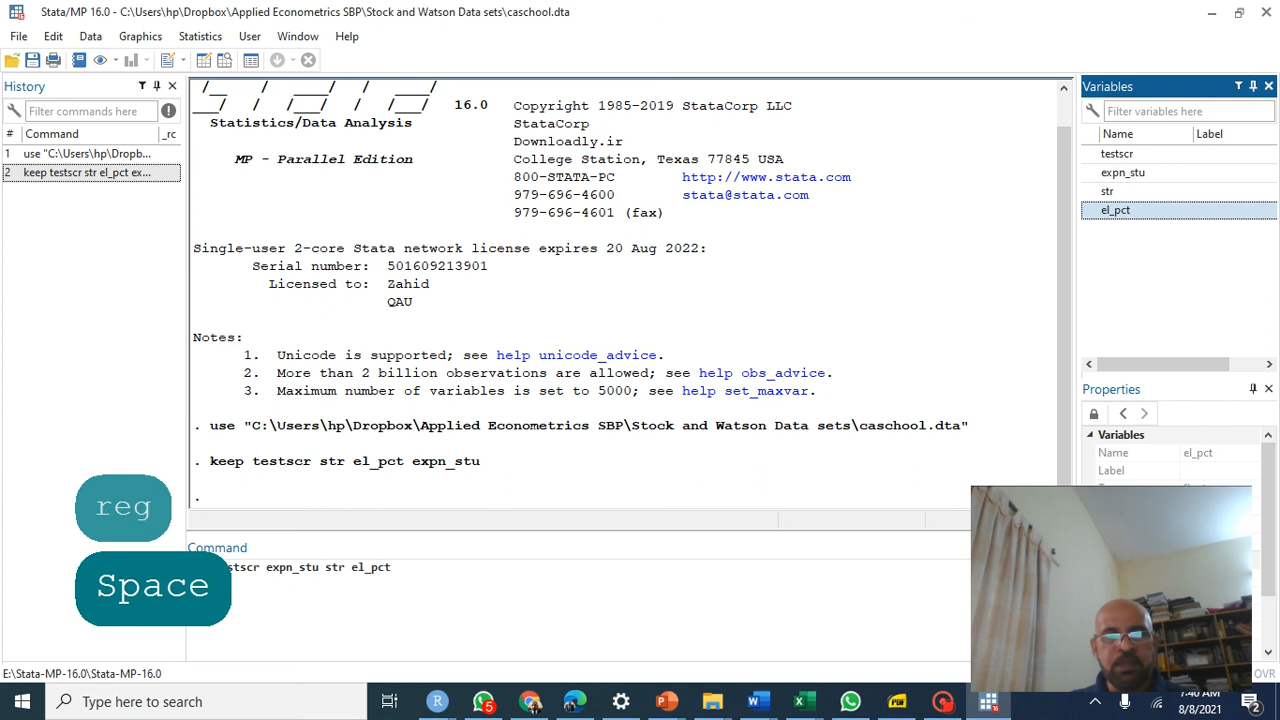 Stata/MP 16.0 - C:\Users\hp\Dropbox\Applied Econometrics SBP\Stock and Watson Data sets\caschool.dta
File Edit Data Graphics Statistics User Window Help
History
Filter commands here
# Command _rc
1 use "C:\Users\hp\Dropb...
2 keep testscr str el_pct ex...
16.0 Copyright 1985-2019 StataCorp LLC
Statistics/Data Analysis StataCorp
Downloadly.ir
MP - Parallel Edition College Station, Texas 77845 USA
800-STATA-PC http://www.stata.com
979-696-4600 stata@stata.com
979-696-4601 (fax)
Single-user 2-core Stata network license expires 20 Aug 2022:
Serial number: 501609213901
Licensed to: Zahid
QAU
Notes:
1. Unicode is supported; see help unicode_advice.
2. More than 2 billion observations are allowed; see help obs_advice.
3. Maximum number of variables is set to 5000; see help set_maxvar.
. use "C:\Users\hp\Dropbox\Applied Econometrics SBP\Stock and Watson Data sets\caschool.dta"
. keep testscr str el_pct expn_stu
.
Command
expn_stu str el_pct
reg
Space
Variables
Filter variables here
Name Label
testscr
expn_stu
str
el_pct
Properties
Variables
Name el_pct
Label
E:\Stata-MP-16.0\Stata-MP-16.0
OVR
Type here to search
5
7:40 AM
8/8/2021
2